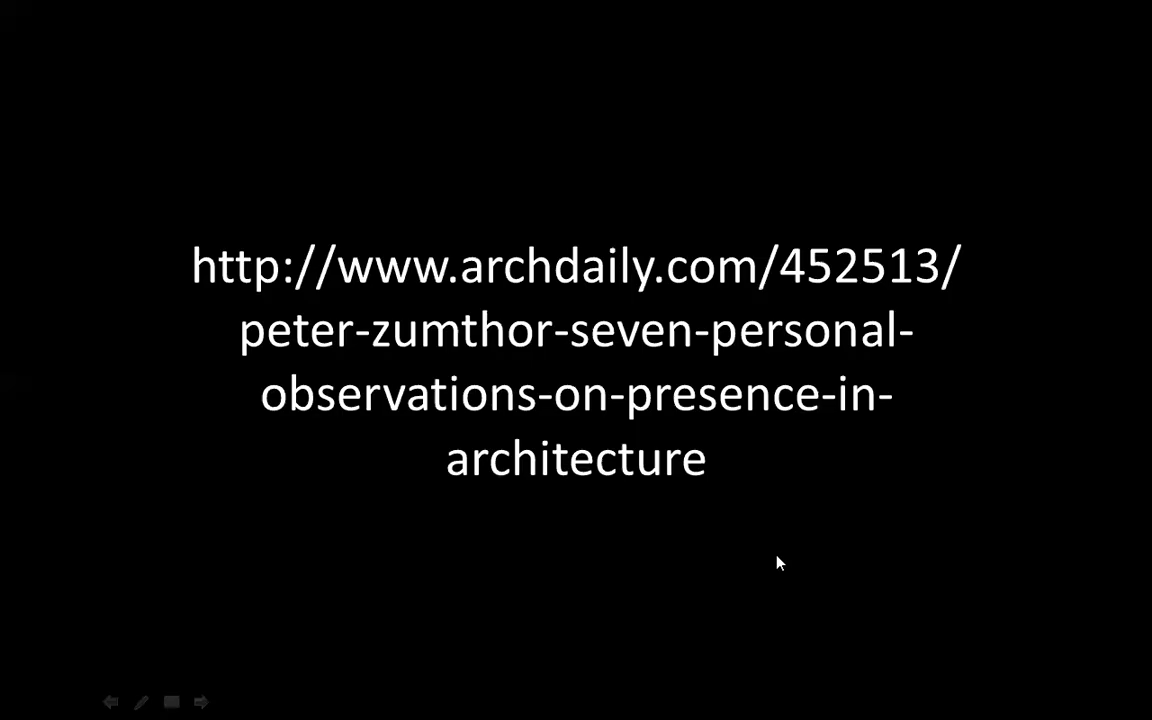 http://www.archdaily.com/452513/
peter-zumthor-seven-personal-
observations-on-presence-in-
architecture